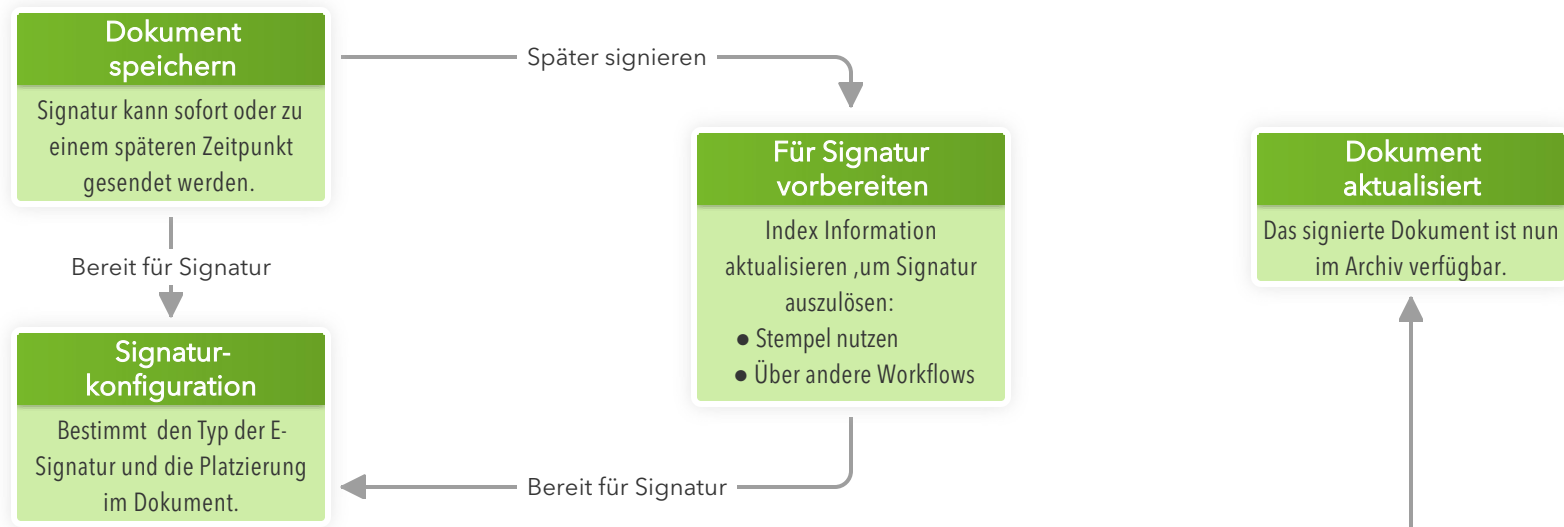 Dokument
speichern
Signatur kann sofort oder zu
einem späteren Zeitpunkt
gesendet werden.
Später signieren
Für Signatur
vorbereiten
Index Information
aktualisieren ,um Signatur
auszulösen:
● Stempel nutzen
● Über andere Workflows
Dokument
aktualisiert
Das signierte Dokument ist nun
im Archiv verfügbar.
Bereit für Signatur
Signatur-
konfiguration
Bestimmt den Typ der E-
Signatur und die Platzierung
im Dokument.
Bereit für Signatur